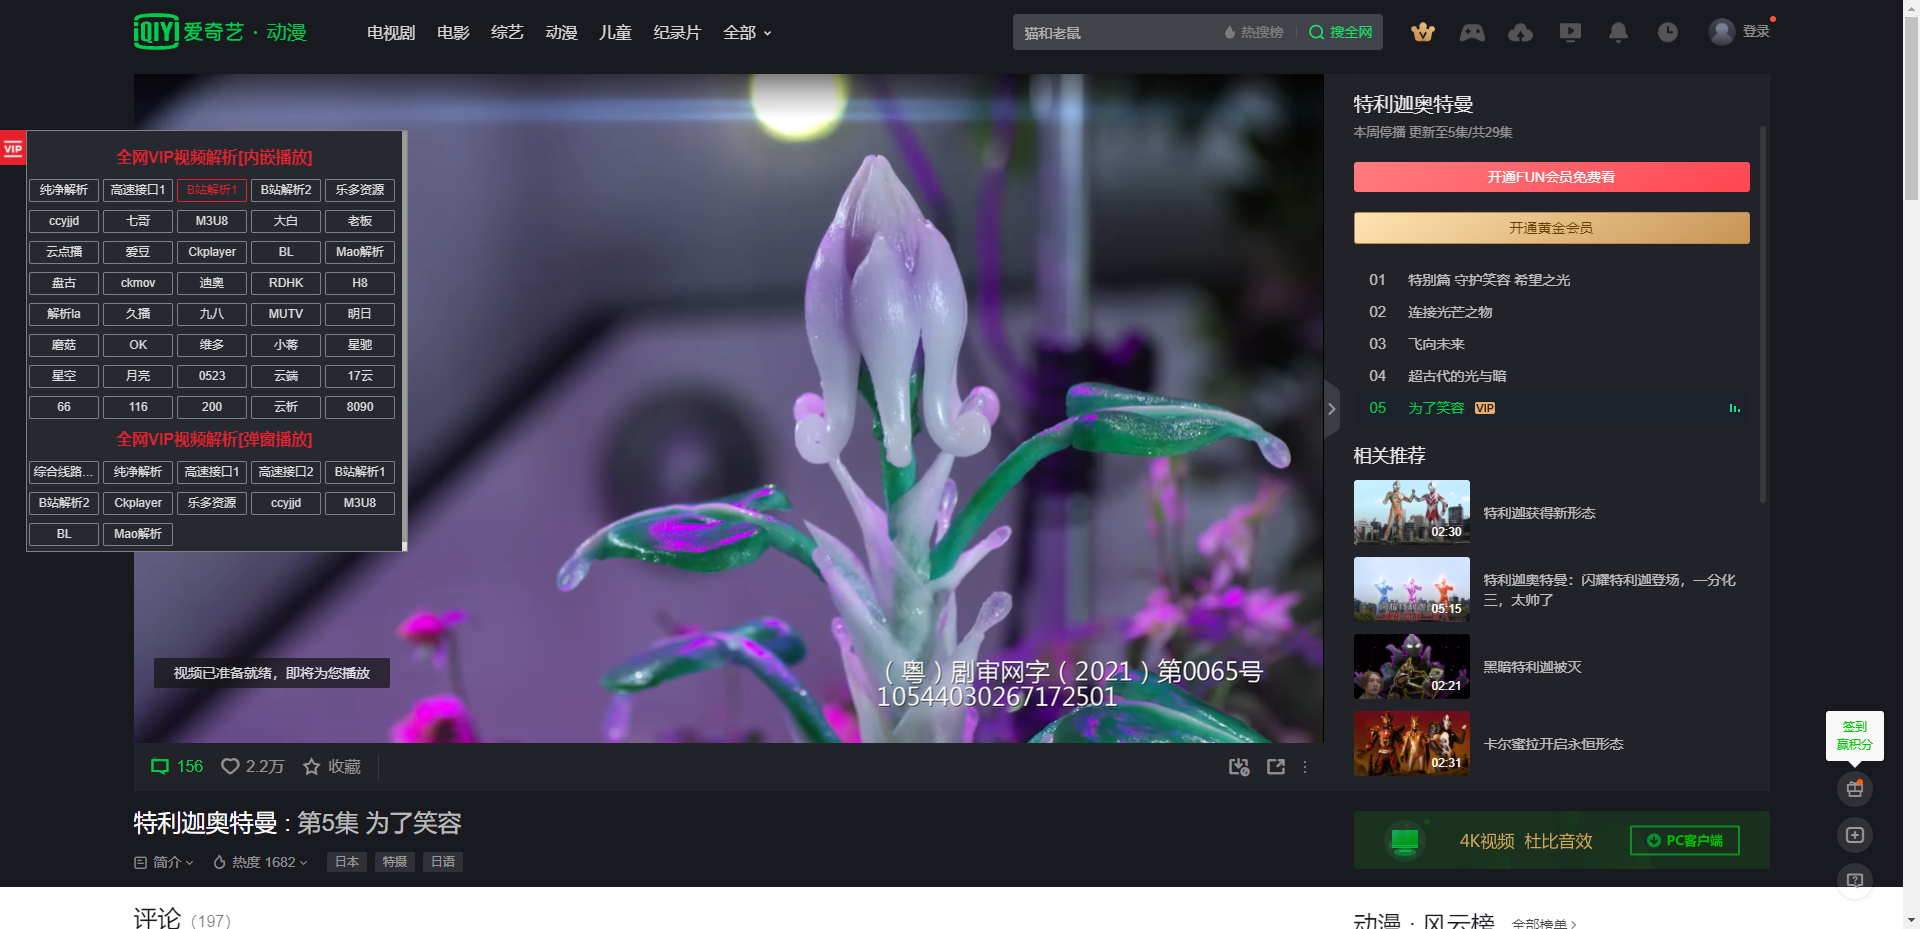 iQIYI 爱奇艺 · 动漫
电视剧 电影 综艺 动漫 儿童 纪录片 全部
猫和老鼠 热搜榜 搜全网
登录
VIP
全网VIP视频解析[内嵌播放]
纯净解析 高速接口1 B站解析1 B站解析2 乐多资源
ccyjjd 七哥 M3U8 大白 老板
云点播 爱豆 Ckplayer BL Mao解析
盘古 ckmov 迪奥 RDHK H8
解析la 久播 九八 MUTV 明日
磨菇 OK 维多 小蒋 星驰
星空 月亮 0523 云端 17云
66 116 200 云析 8090
全网VIP视频解析[弹窗播放]
综合线路... 纯净解析 高速接口1 高速接口2 B站解析1
B站解析2 Ckplayer 乐多资源 ccyjjd M3U8
BL Mao解析
视频已准备就绪，即将为您播放
（粤）剧审网字（2021）第0065号
10544030267172501
特利迦奥特曼
本周停播 更新至5集/共29集
开通FUN会员免费看
开通黄金会员
01 特别篇 守护笑容 希望之光
02 连接光芒之物
03 飞向未来
04 超古代的光与暗
05 为了笑容 VIP
相关推荐
02:30 特利迦获得新形态
05:15 特利迦奥特曼：闪耀特利迦登场，一分化
三，太帅了
02:21 黑暗特利迦被灭
02:31 卡尔蜜拉开启永恒形态
签到
赢积分
156 2.2万 收藏
特利迦奥特曼 : 第5集 为了笑容
简介 热度 1682 日本 特摄 日语
4K视频 杜比音效 PC客户端
评论（197）
动漫 · 风云榜 全部榜单